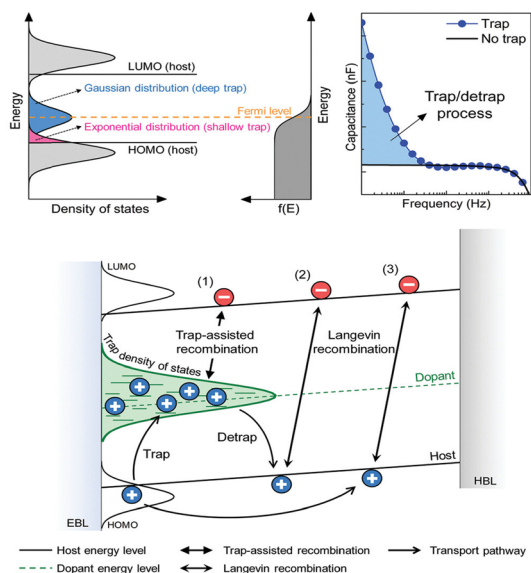 LUMO (host)
Gaussian distribution (deep trap)
Fermi level
Exponential distribution (shallow trap)
HOMO (host)
Energy
Density of states
Energy
f(E)
Trap
No trap
Trap/detrap
process
Capacitance (nF)
Frequency (Hz)
LUMO
(1)
(2)
(3)
Trap density of states
Trap-assisted
recombination
Langevin
recombination
Dopant
Trap
Detrap
Host
EBL
HOMO
HBL
Host energy level
Trap-assisted recombination
Transport pathway
Dopant energy level
Langevin recombination